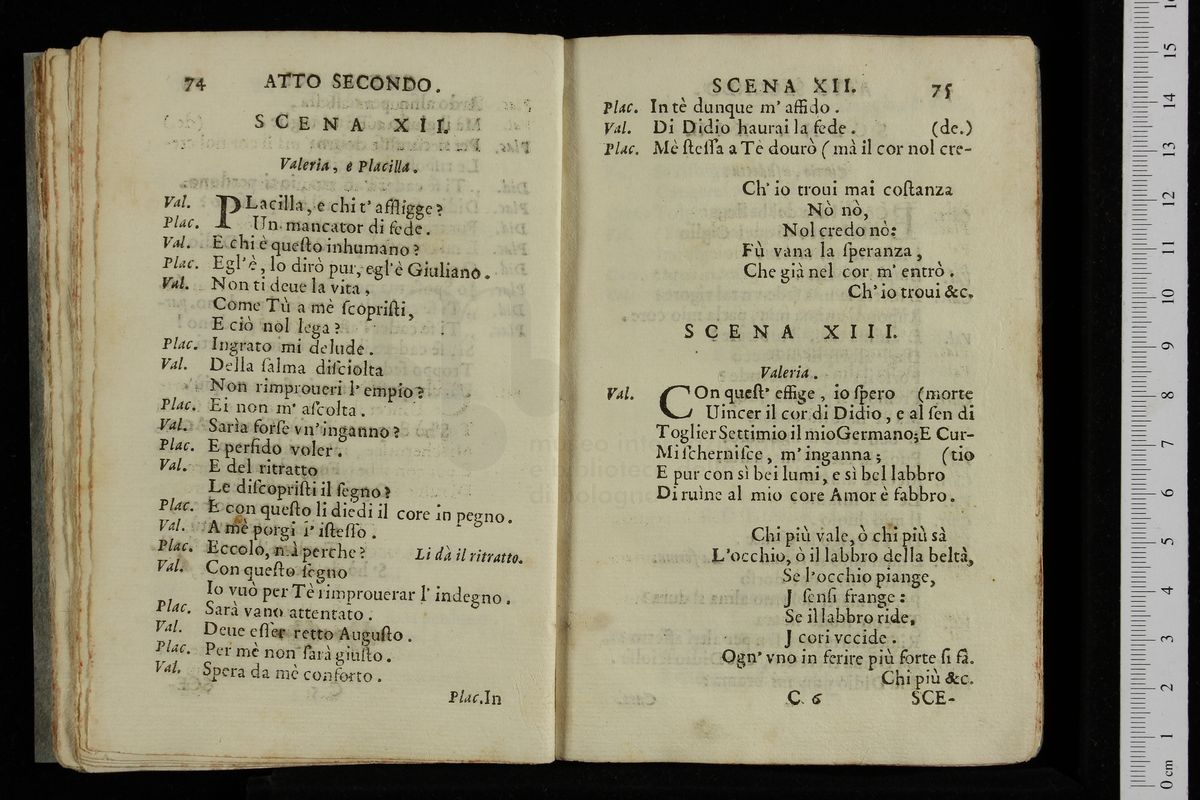 74 ATTO SECONDO.
SCENA XII.
Valeria, e Placilla.
Val. PLacilla, e chi t' affligge?
Plac. Un mancator di fede.
Val. E chi è queſto inhumano?
Plac. Egl'è, lo dirò pur, egl'è Giuliano.
Val. Non ti deue la vita,
Come Tù a mè ſcopriſti,
E ciò nol lega?
Plac. Ingrato mi delude.
Val. Della ſalma diſciolta
Non rimproueri l' empio?
Plac. Ei non m' aſcolta.
Val. Saria forſe vn' inganno?
Plac. E perfido voler.
Val. E del ritratto
Le diſcopriſti il ſegno?
Plac. E con queſto li diedi il core in pegno.
Val. A mè porgi l' iſteſſo.
Plac. Eccolo, mà perche? Li dà il ritratto.
Val. Con queſto ſegno
Io vuò per Tè rimprouerar l' indegno.
Plac. Sarà vano attentato.
Val. Deue eſſer retto Auguſto.
Plac. Per mè non ſarà giuſto.
Val. Spera da mè conforto.
Plac. In
SCENA XII. 75
Plac. In tè dunque m' affido.
Val. Di Didio haurai la fede. (de.)
Plac. Mè ſteſſa a Tè dourò ( mà il cor nol cre-
Ch' io troui mai coſtanza
Nò nò,
Nol credo nò:
Fù vana la ſperanza,
Che già nel cor m' entrò.
Ch' io troui &c.
SCENA XIII.
Valeria.
Val. COn queſt' effige, io ſpero (morte
Uincer il cor di Didio, e al ſen di
Toglier Settimio il mio Germano; E Cur-
Mi ſcherniſce, m' inganna; (tio
E pur con sì bei lumi, e sì bel labbro
Di ruìne al mio core Amor è fabbro.
Chi più vale, ò chi più sà
L'occhio, ò il labbro della beltà,
Se l'occhio piange,
J ſenſi frange:
Se il labbro ride,
J cori vccide.
Ogn' vno in ferire più forte ſi fà.
Chi più &c.
C 6 SCE-